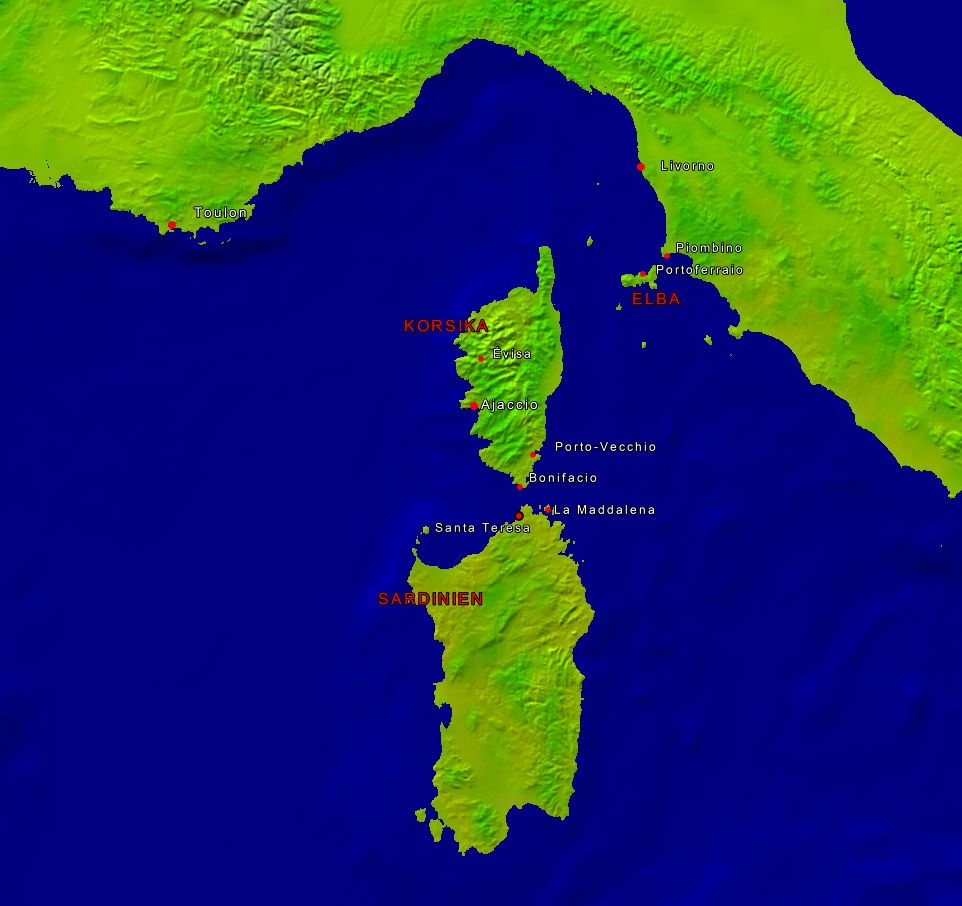 Livorno
Toulon
Piombino
Portoferraio
ELBA
KORSIKA
Évisa
Ajaccio
Porto-Vecchio
Bonifacio
La Maddalena
Santa Teresa
SARDINIEN